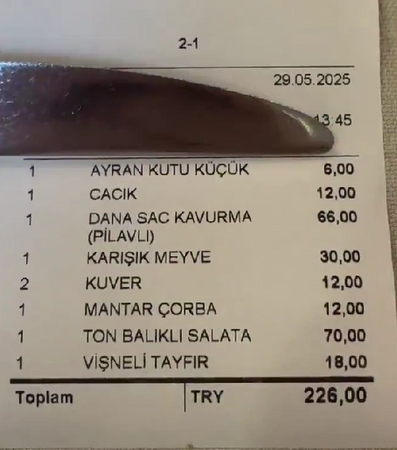 2-1
29.05.2025
13:45
1 AYRAN KUTU KÜÇÜK 6,00
1 CACIK 12,00
1 DANA SAC KAVURMA 66,00
(PİLAVLI)
1 KARIŞIK MEYVE 30,00
2 KUVER 12,00
1 MANTAR ÇORBA 12,00
1 TON BALIKLI SALATA 70,00
1 VİŞNELİ TAYFIR 18,00
Toplam TRY 226,00